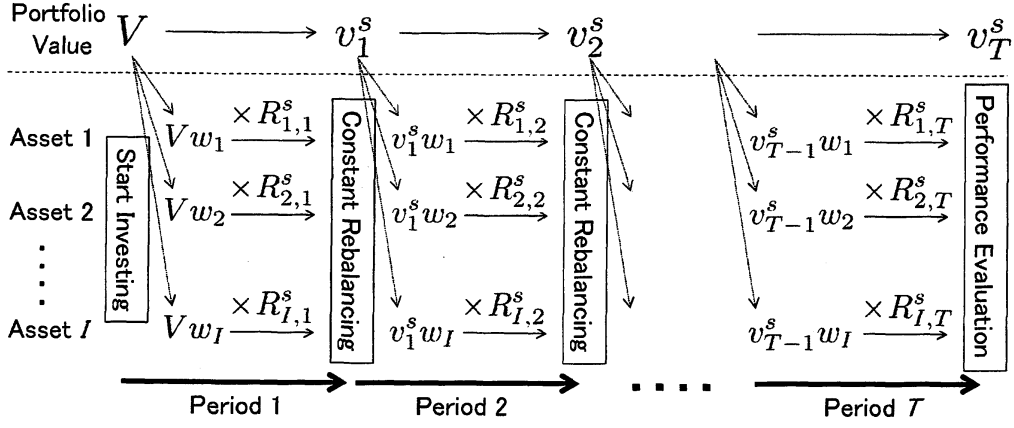 Portfolio
Value V v_1^s v_2^s v_T^s
Asset 1 Vw_1 × R_{1,1}^s v_1^s w_1 × R_{1,2}^s v_{T-1}^s w_1 × R_{1,T}^s
Asset 2 Vw_2 × R_{2,1}^s v_1^s w_2 × R_{2,2}^s v_{T-1}^s w_2 × R_{2,T}^s
Asset I Vw_I × R_{I,1}^s v_1^s w_I × R_{I,2}^s v_{T-1}^s w_I × R_{I,T}^s
Start Investing
Constant Rebalancing
Constant Rebalancing
Performance Evaluation
Period 1 Period 2 Period T